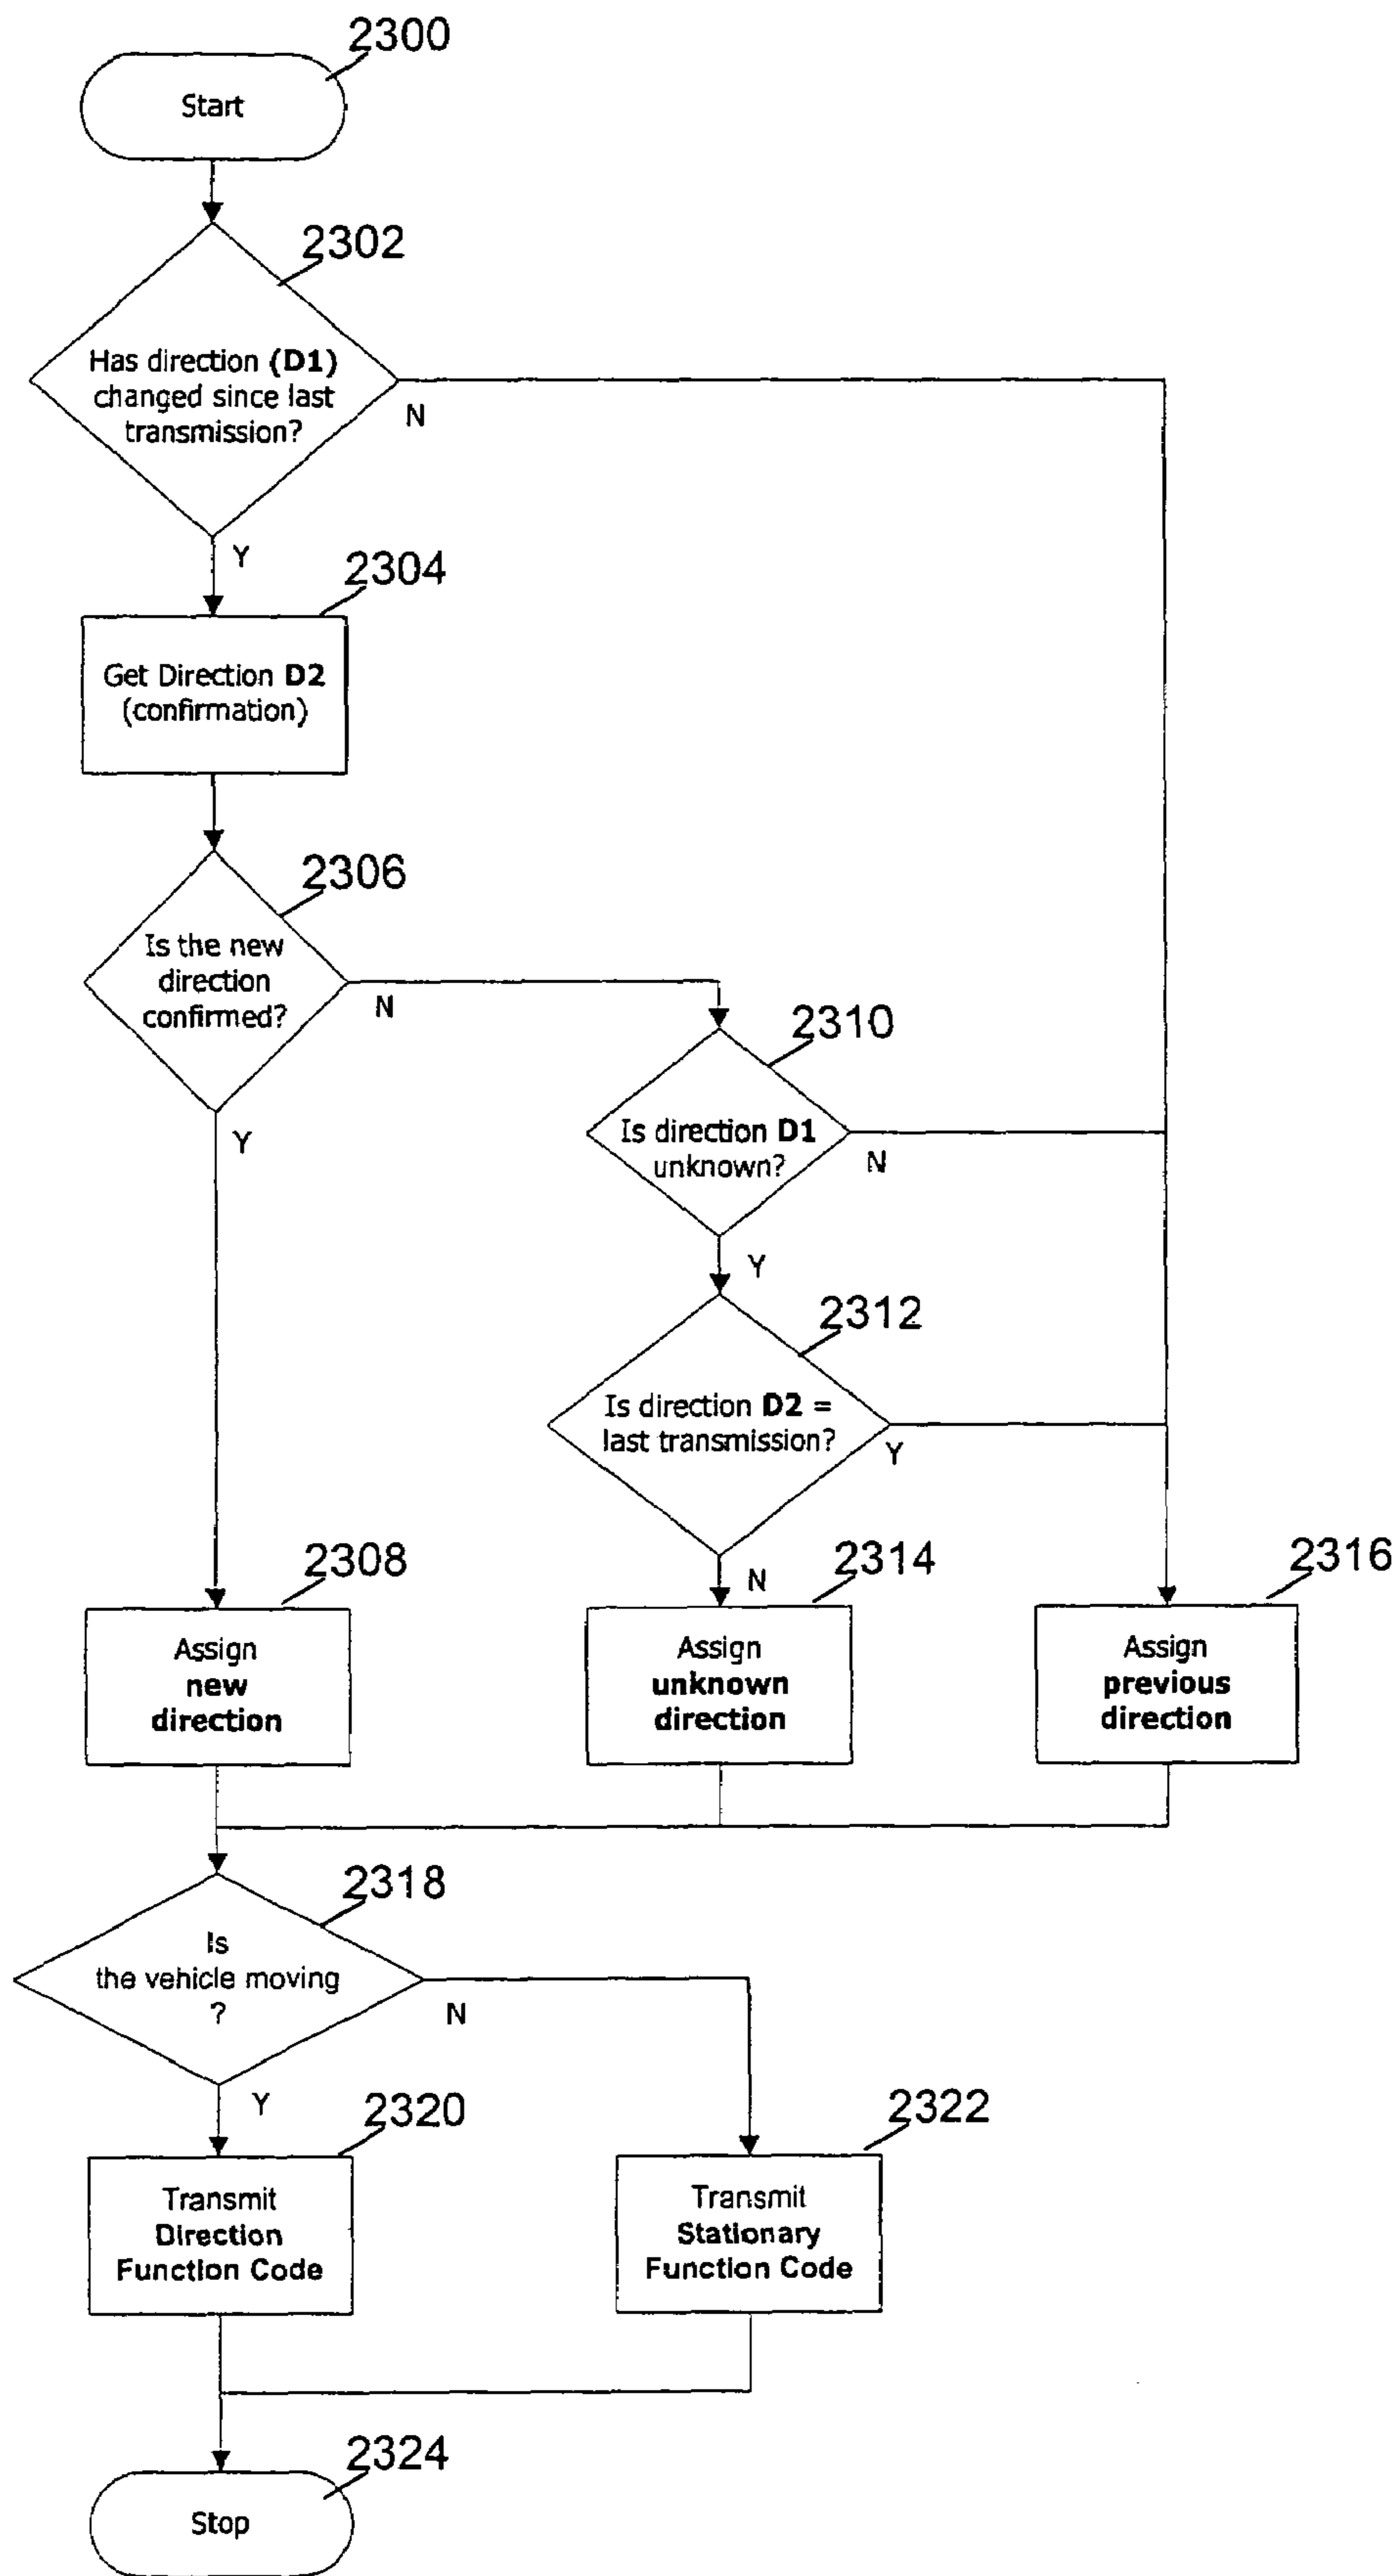 2300
Start
2302
Has direction (D1)
changed since last
transmission?
N
Y
2304
Get Direction D2
(confirmation)
2306
Is the new
direction
confirmed?
N
Y
2310
Is direction D1
unknown?
N
Y
2312
Is direction D2 =
last transmission?
Y
N
2308
Assign
new
direction
2314
Assign
unknown
direction
2316
Assign
previous
direction
2318
Is
the vehicle moving
?
N
Y
2320
Transmit
Direction
Function Code
2322
Transmit
Stationary
Function Code
2324
Stop